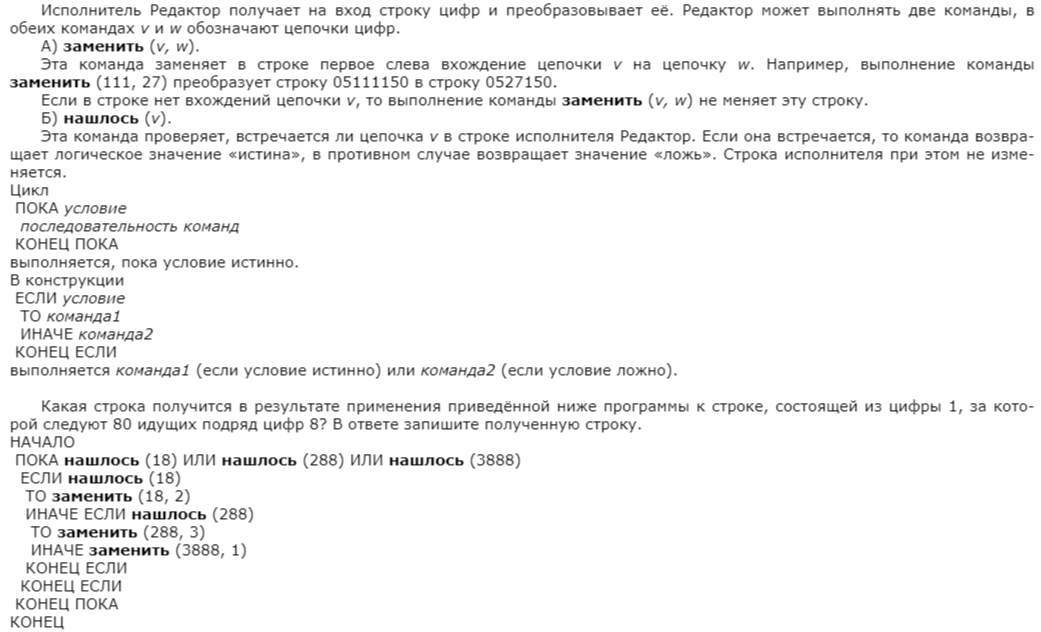 Исполнитель Редактор получает на вход строку цифр и преобразовывает её. Редактор может выполнять две команды, в
обеих командах v и w обозначают цепочки цифр.
А) заменить (v, w).
Эта команда заменяет в строке первое слева вхождение цепочки v на цепочку w. Например, выполнение команды
заменить (111, 27) преобразует строку 05111150 в строку 0527150.
Если в строке нет вхождений цепочки v, то выполнение команды заменить (v, w) не меняет эту строку.
Б) нашлось (v).
Эта команда проверяет, встречается ли цепочка v в строке исполнителя Редактор. Если она встречается, то команда возвра-
щает логическое значение «истина», в противном случае возвращает значение «ложь». Строка исполнителя при этом не изме-
няется.
Цикл
ПОКА условие
последовательность команд
КОНЕЦ ПОКА
выполняется, пока условие истинно.
В конструкции
ЕСЛИ условие
ТО команда1
ИНАЧЕ команда2
КОНЕЦ ЕСЛИ
выполняется команда1 (если условие истинно) или команда2 (если условие ложно).
Какая строка получится в результате применения приведённой ниже программы к строке, состоящей из цифры 1, за кото-
рой следуют 80 идущих подряд цифр 8? В ответе запишите полученную строку.
НАЧАЛО
ПОКА нашлось (18) ИЛИ нашлось (288) ИЛИ нашлось (3888)
ЕСЛИ нашлось (18)
ТО заменить (18, 2)
ИНАЧЕ ЕСЛИ нашлось (288)
ТО заменить (288, 3)
ИНАЧЕ заменить (3888, 1)
КОНЕЦ ЕСЛИ
КОНЕЦ ЕСЛИ
КОНЕЦ ПОКА
КОНЕЦ